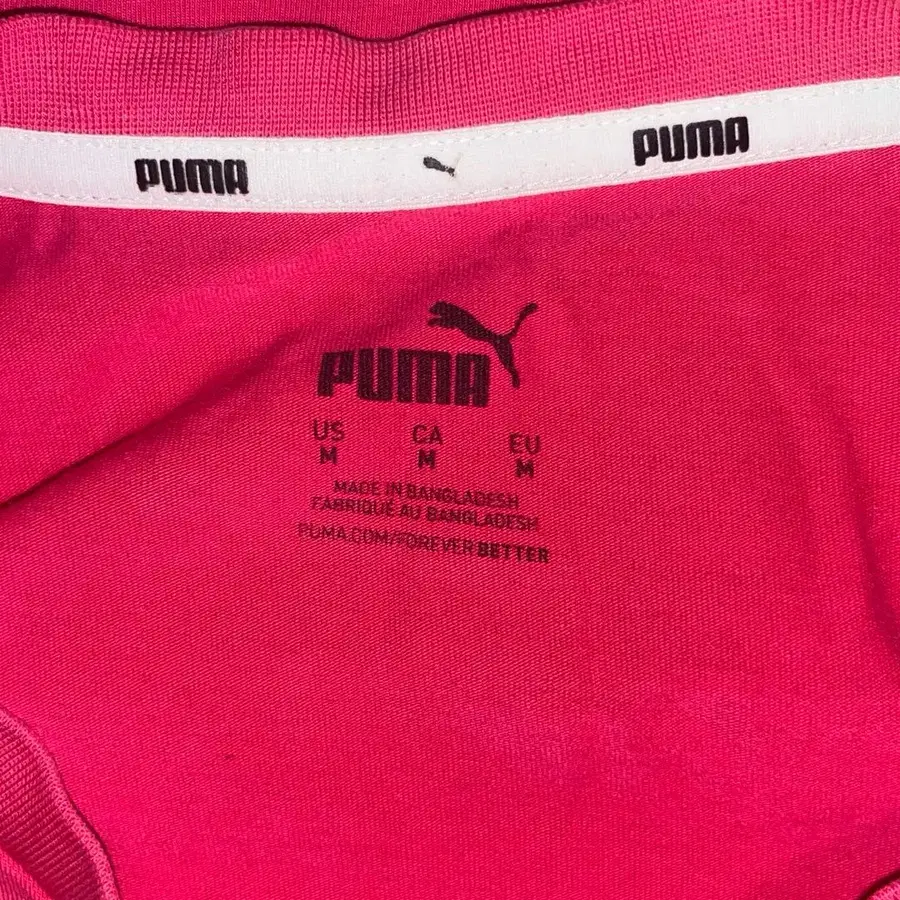 PUMA PUMA
PUMA
US CA EU
M M M
MADE IN BANGLADESH
FABRIQUÉ AU BANGLADESH
PUMA.COM/FOREVERBETTER